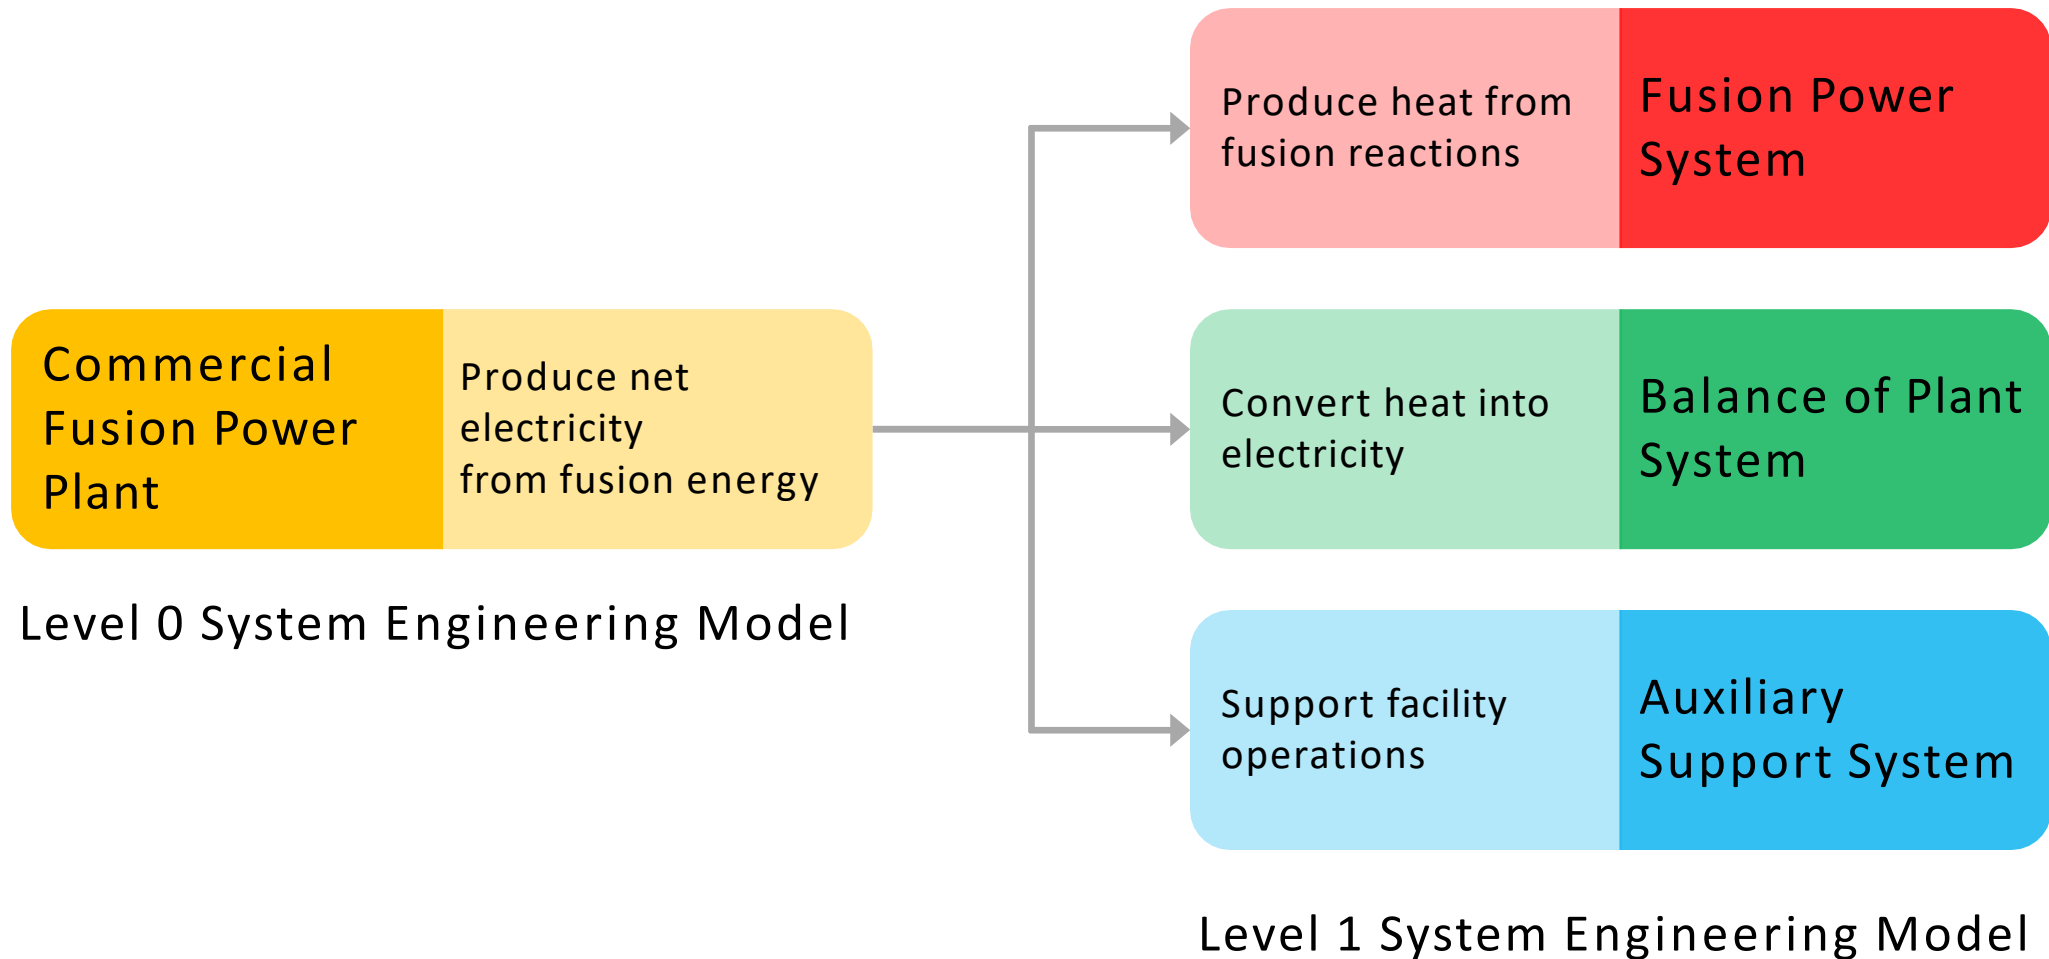 Commercial
Fusion Power
Plant
Produce net
electricity
from fusion energy
Level 0 System Engineering Model
Produce heat from
fusion reactions
Fusion Power
System
Convert heat into
electricity
Balance of Plant
System
Support facility
operations
Auxiliary
Support System
Level 1 System Engineering Model